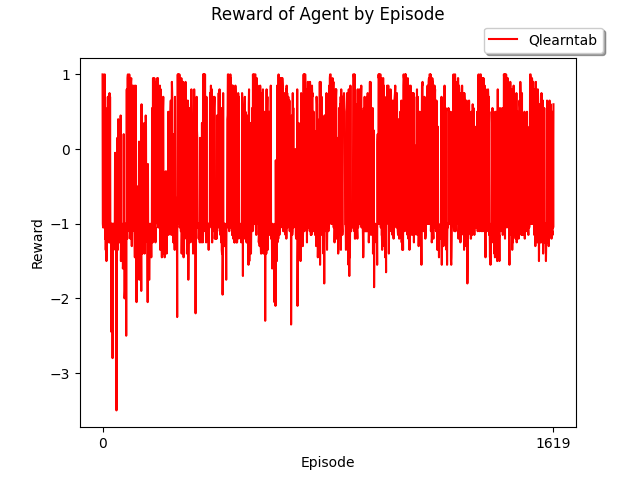 Reward of Agent by Episode
Qlearntab
1
0
−1
−2
−3
Reward
0
1619
Episode